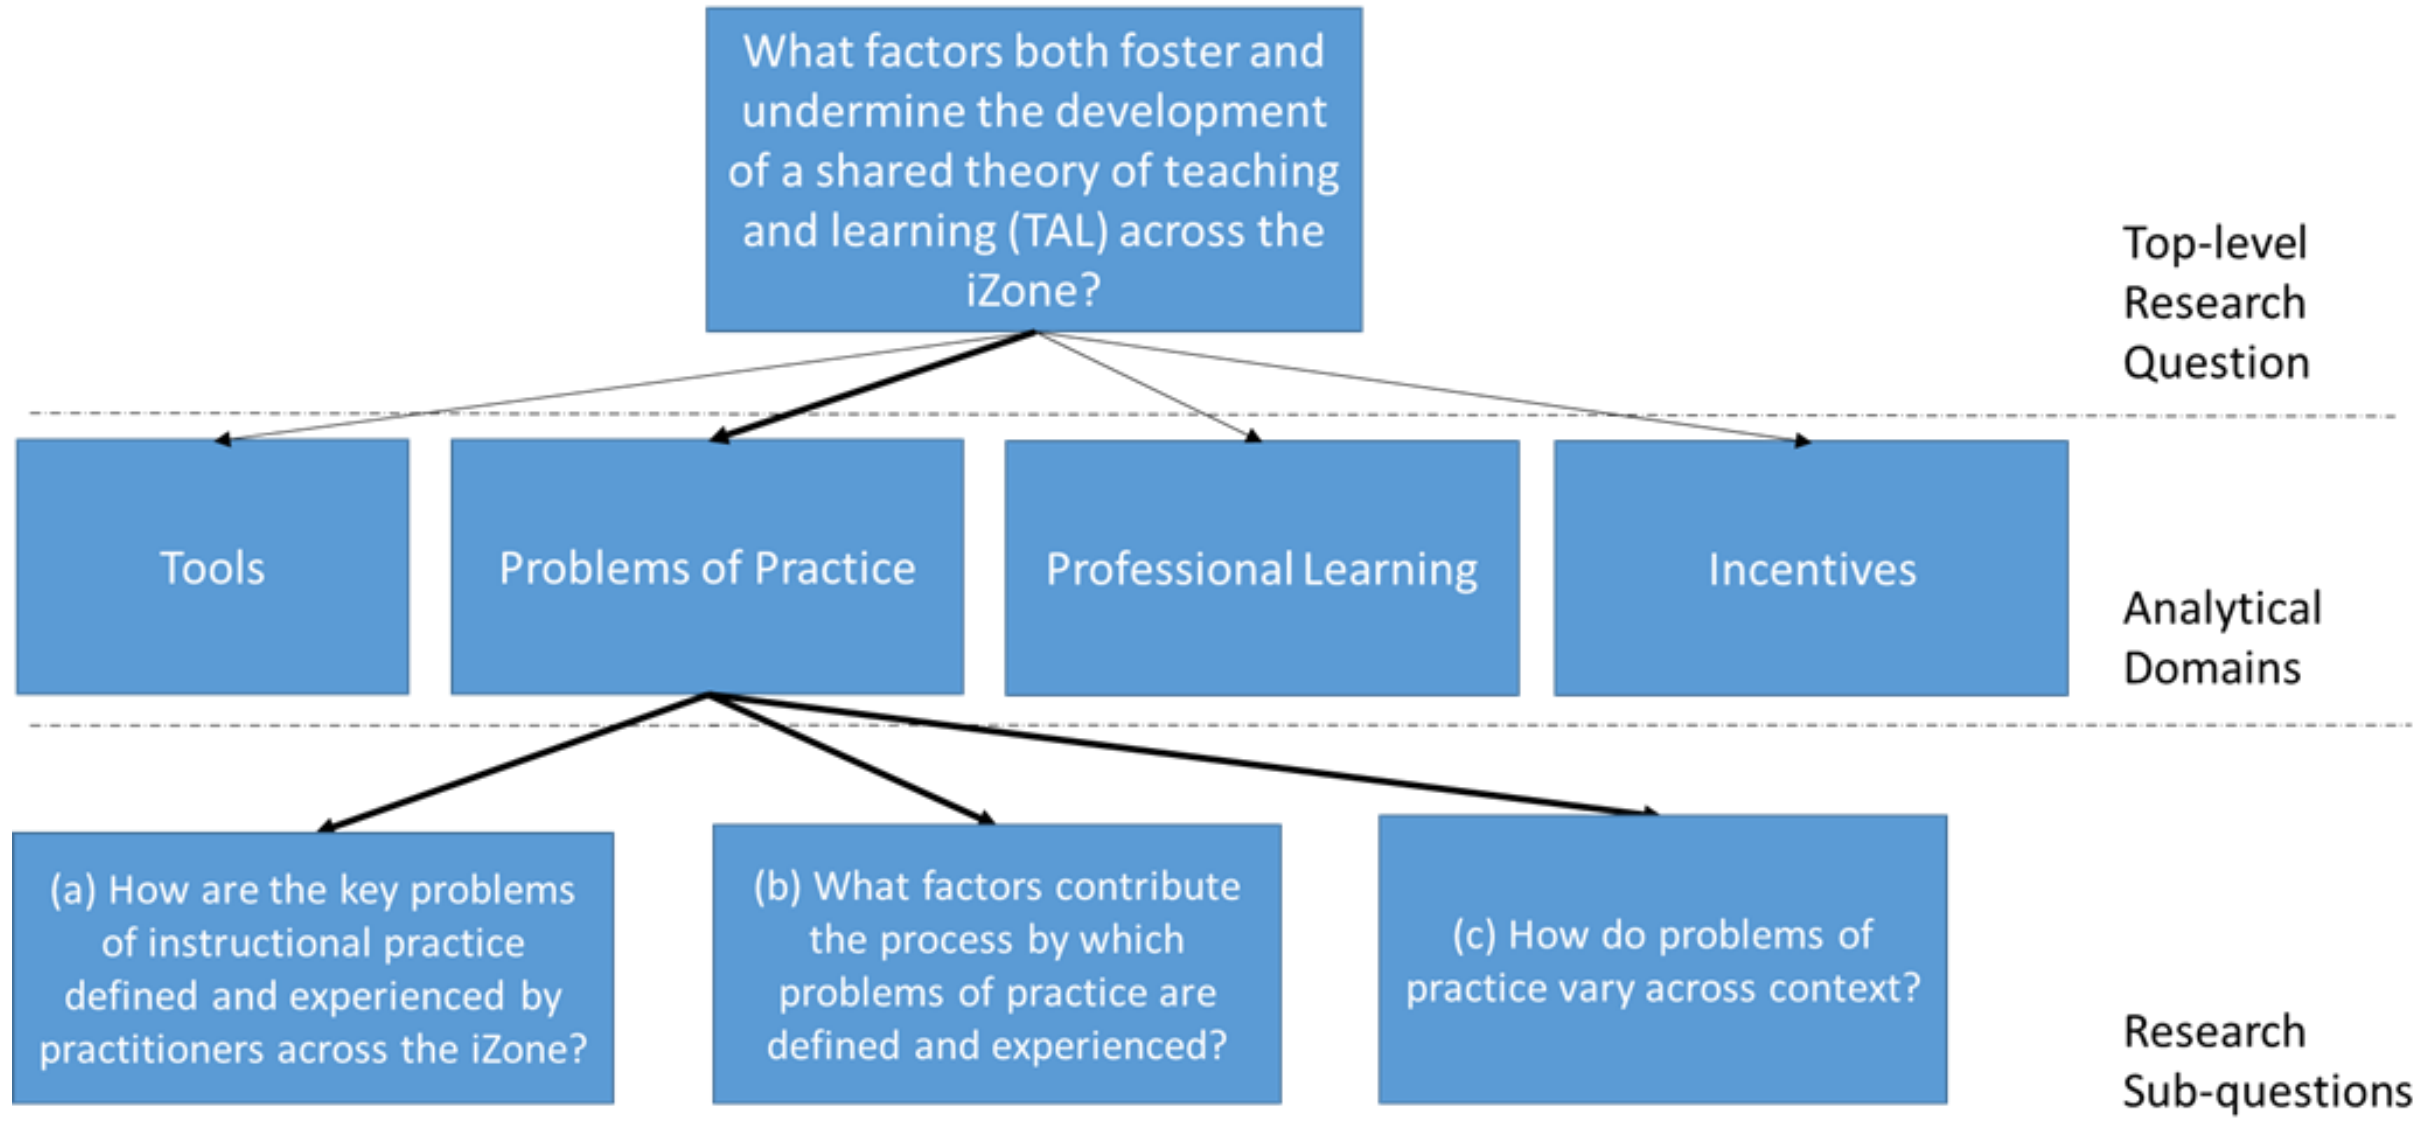 What factors both foster and
undermine the development
of a shared theory of teaching
and learning (TAL) across the
iZone?
Top-level
Research
Question
Tools
Problems of Practice
Professional Learning
Incentives
Analytical
Domains
(a) How are the key problems
of instructional practice
defined and experienced by
practitioners across the iZone?
(b) What factors contribute
the process by which
problems of practice are
defined and experienced?
(c) How do problems of
practice vary across context?
Research
Sub-questions